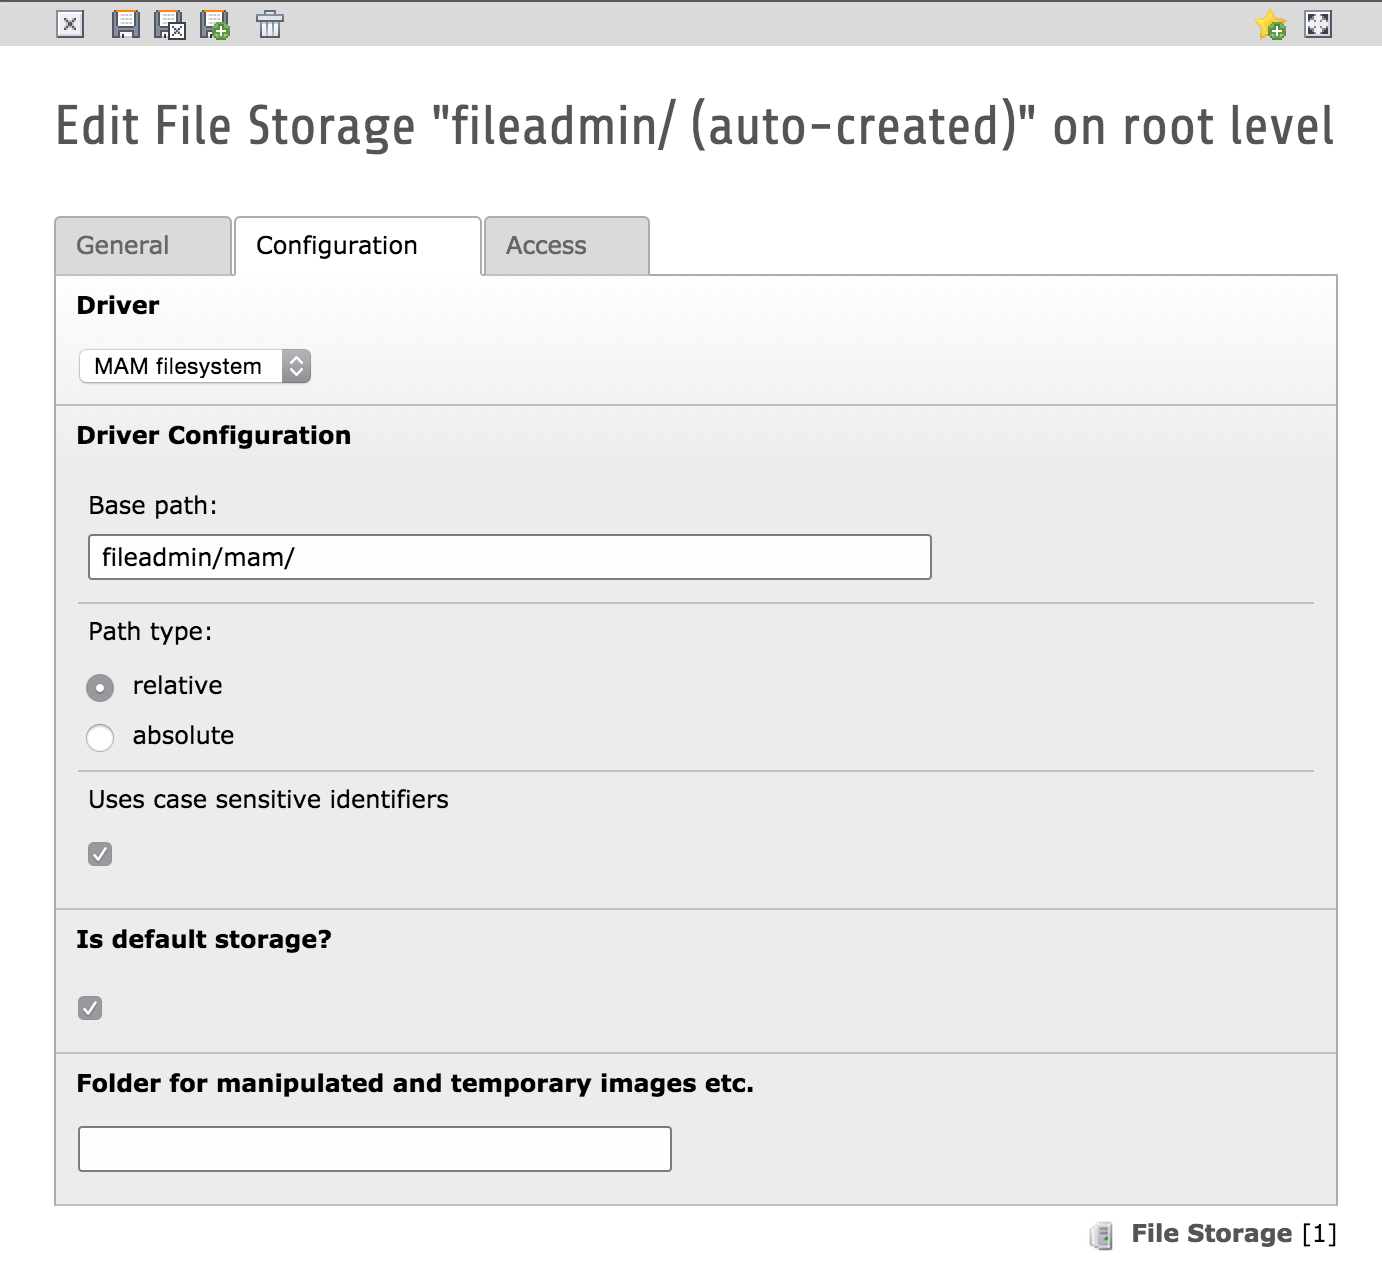 Edit File Storage "fileadmin/ (auto-created)" on root level
General Configuration Access
Driver
MAM filesystem
Driver Configuration
Base path:
fileadmin/mam/
Path type:
relative
absolute
Uses case sensitive identifiers
Is default storage?
Folder for manipulated and temporary images etc.
File Storage [1]